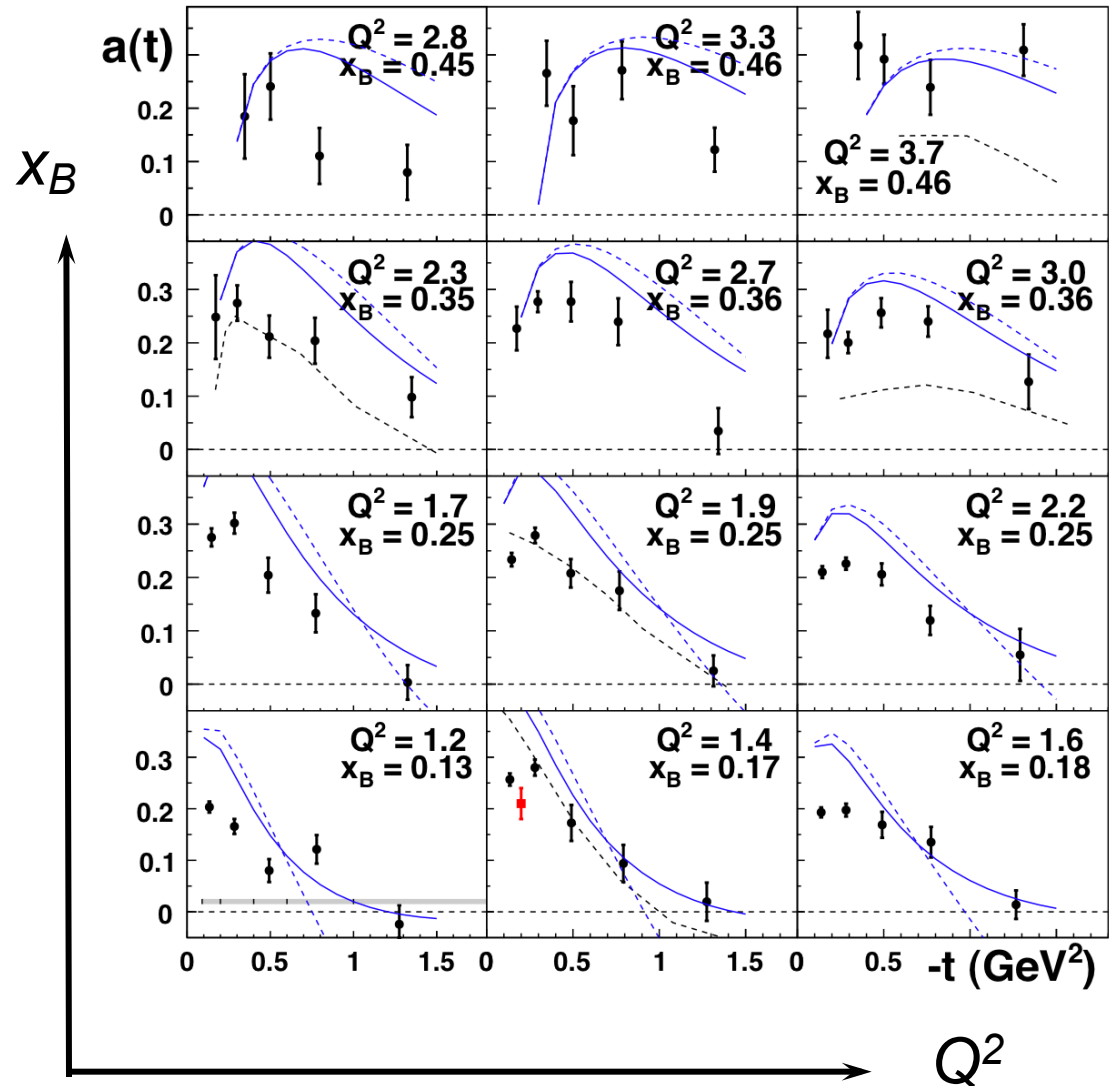 a(t)
Q² = 2.8
x_B = 0.45
Q² = 3.3
x_B = 0.46
Q² = 3.7
x_B = 0.46
0.2
0.1
0
x_B
Q² = 2.3
x_B = 0.35
Q² = 2.7
x_B = 0.36
Q² = 3.0
x_B = 0.36
0.3
0.2
0.1
0
Q² = 1.7
x_B = 0.25
Q² = 1.9
x_B = 0.25
Q² = 2.2
x_B = 0.25
0.3
0.2
0.1
0
Q² = 1.2
x_B = 0.13
Q² = 1.4
x_B = 0.17
Q² = 1.6
x_B = 0.18
0.3
0.2
0.1
0
0 0.5 1 1.5 0 0.5 1 1.5 0 0.5 -t (GeV²)
Q²